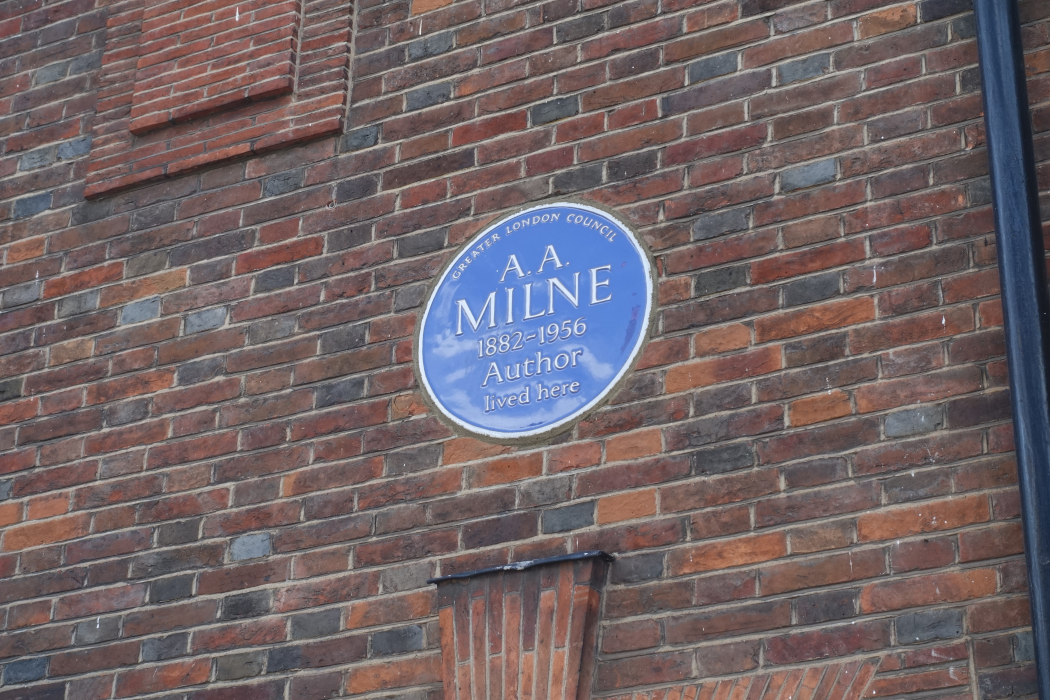 GREATER LONDON COUNCIL
A.A.
MILNE
1882-1956
Author
lived here